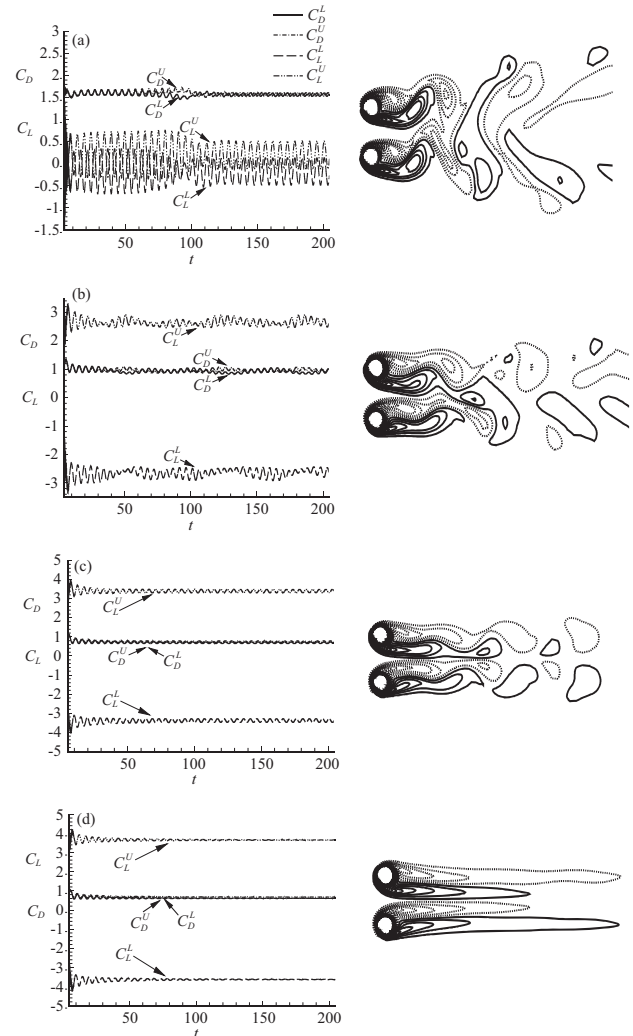 C_D^L
C_D^U
C_L^L
C_L^U
(a)
3
2.5
C_D 2
1.5
1
C_L
0.5
0
-0.5
-1
-1.5
C_D^U
C_D^L
C_L^U
C_L^L
50 100 150 200
t
(b)
3
2
C_D
1
C_L 0
-1
-2
-3
C_L^U
C_D^U
C_D^L
C_L^L
50 100 150 200
t
(c)
5
4
3
C_D 2
1
C_L 0
-1
-2
-3
-4
-5
C_L^U
C_D^U C_D^L
C_L^L
50 100 150 200
t
(d)
5
4
3
C_L 2
1
C_D 0
-1
-2
-3
-4
-5
C_L^U
C_D^U C_D^L
C_L^L
50 100 150 200
t